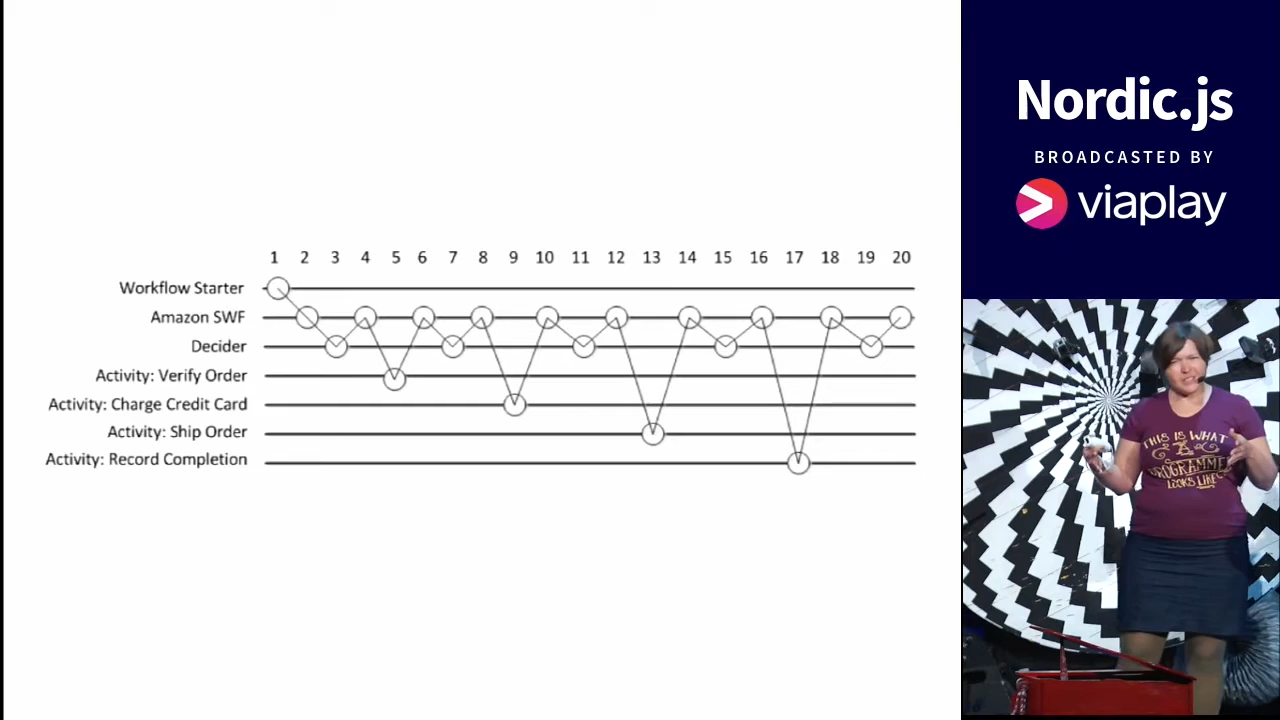 1 2 3 4 5 6 7 8 9 10 11 12 13 14 15 16 17 18 19 20
Workflow Starter
Amazon SWF
Decider
Activity: Verify Order
Activity: Charge Credit Card
Activity: Ship Order
Activity: Record Completion
Nordic.js
BROADCASTED BY
viaplay
THIS IS WHAT
A
PROGRAMMER
LOOKS LIKE